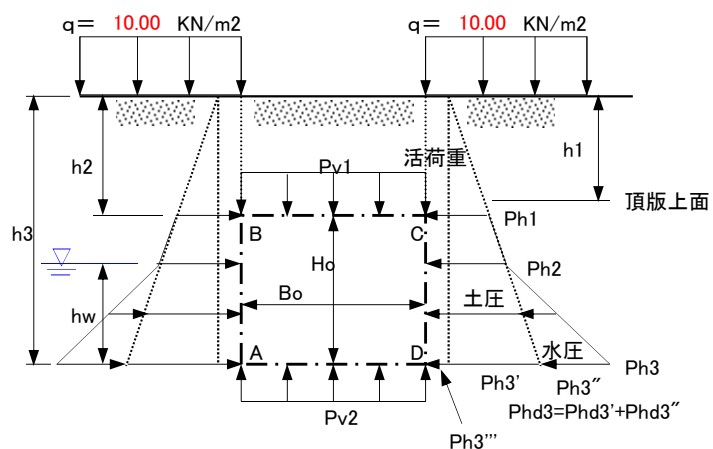 q= 10.00 KN/m2
q= 10.00 KN/m2
h2
h1
活荷重
Pv1
頂版上面
h3
B
C
Ph1
Ho
Ph2
Bo
hw
土圧
A
D
水圧
Ph3
Ph3'
Ph3"
Phd3=Phd3'+Phd3"
Pv2
Ph3'''